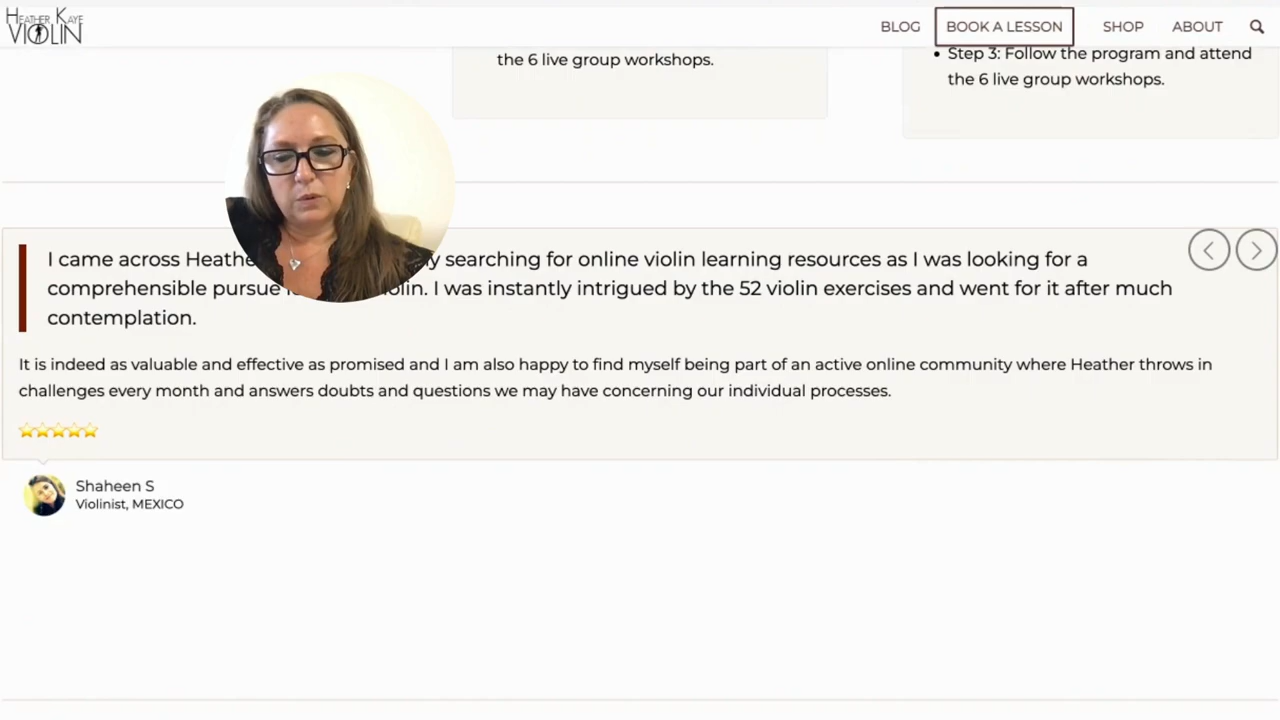 HEATHER KAYE
VIOLIN
BLOG
BOOK A LESSON
SHOP
ABOUT
the 6 live group workshops.
• Step 3: Follow the program and attend
the 6 live group workshops.
I came across Heathe searching for online violin learning resources as I was looking for a
comprehensible pursue olin. I was instantly intrigued by the 52 violin exercises and went for it after much
contemplation.
It is indeed as valuable and effective as promised and I am also happy to find myself being part of an active online community where Heather throws in
challenges every month and answers doubts and questions we may have concerning our individual processes.
Shaheen S
Violinist, MEXICO